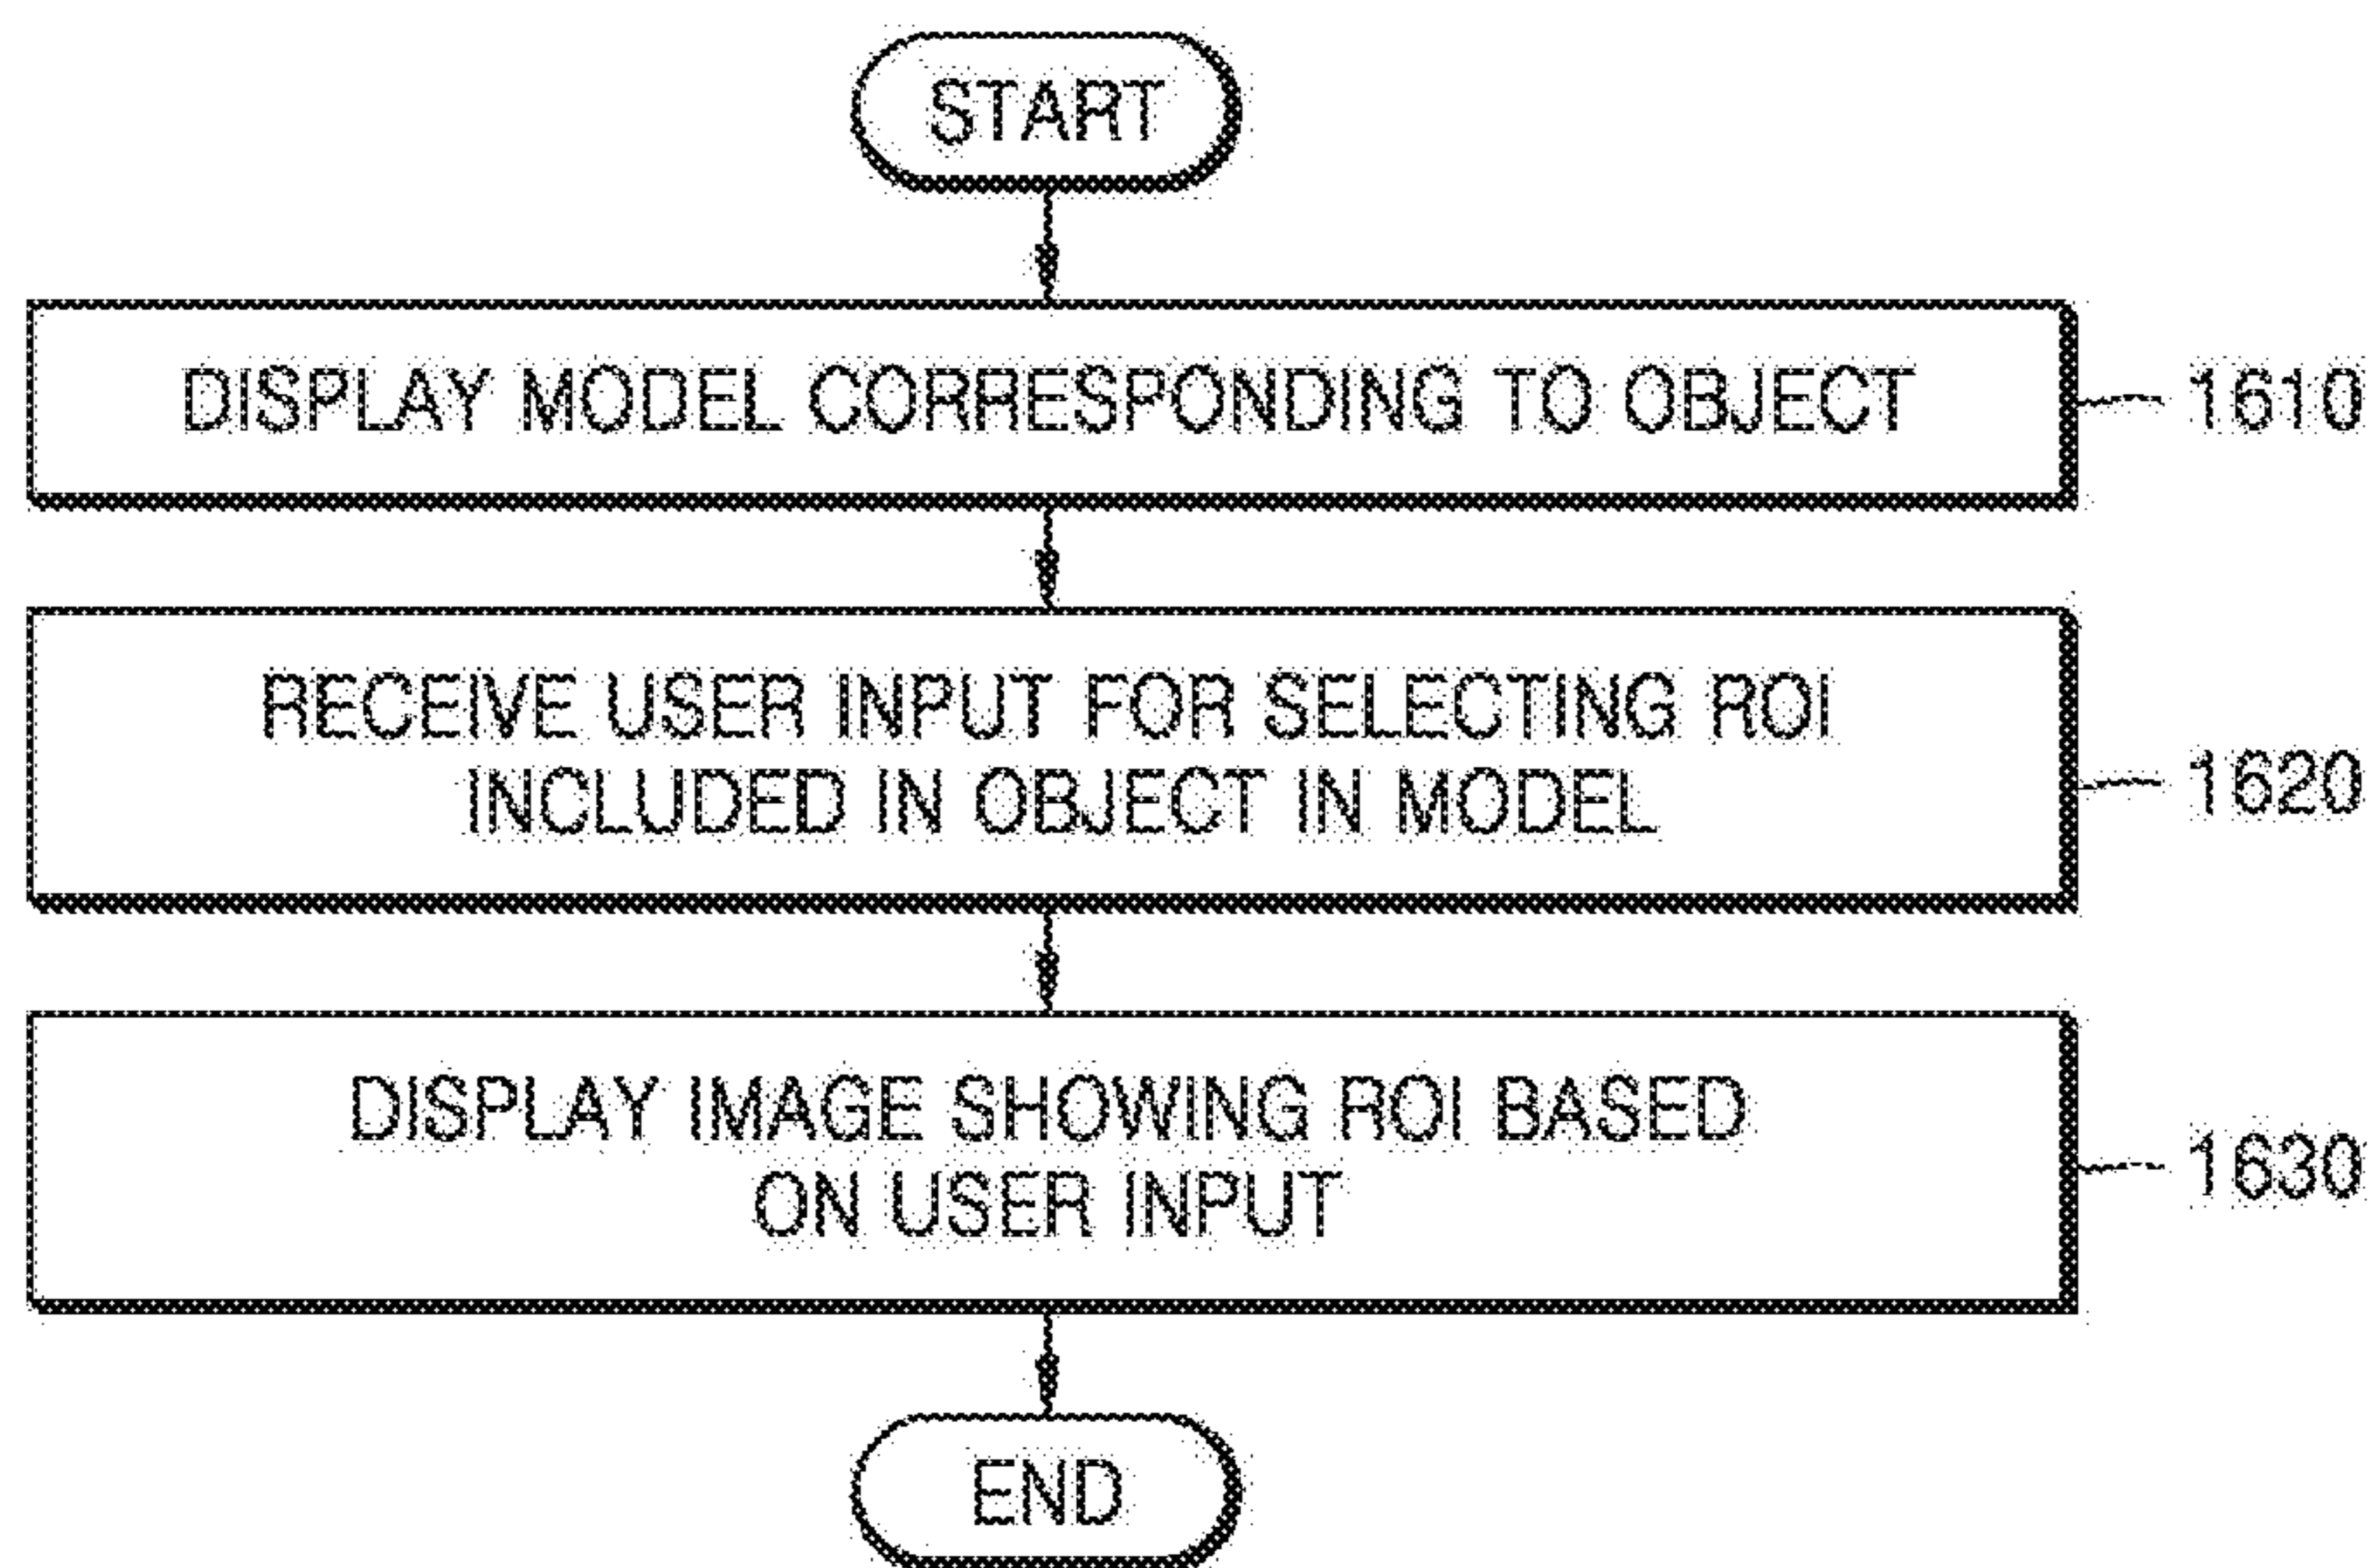 START
DISPLAY MODEL CORRESPONDING TO OBJECT
1610
RECEIVE USER INPUT FOR SELECTING ROI
INCLUDED IN OBJECT IN MODEL
1620
DISPLAY IMAGE SHOWING ROI BASED
ON USER INPUT
1630
END